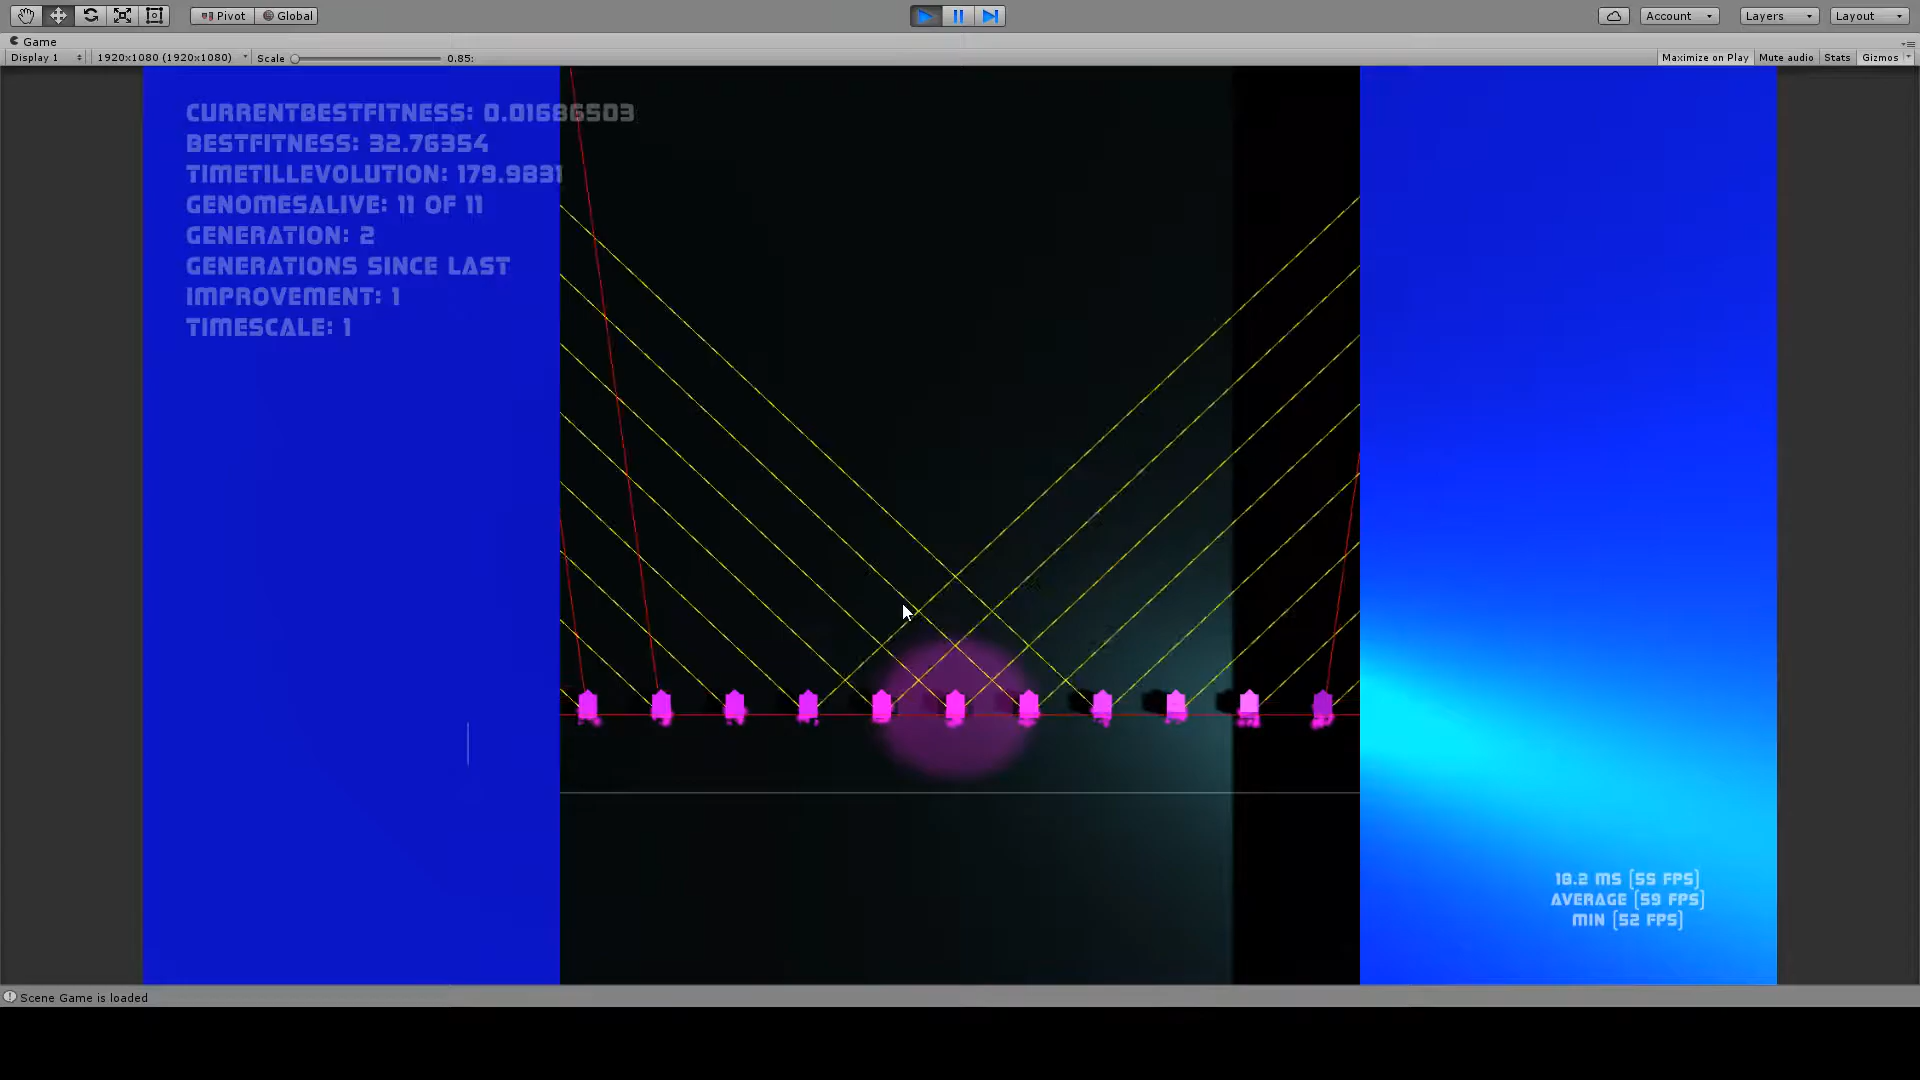 Pivot Global Account Layers Layout
Game
Display 1 1920x1080 (1920x1080) Scale 0.85: Maximize on Play Mute audio Stats Gizmos
CURRENTBESTFITNESS: 0.01686503
BESTFITNESS: 32.76354
TIMETILLEVOLUTION: 179.9831
GENOMESALIVE: 11 OF 11
GENERATION: 2
GENERATIONS SINCE LAST
IMPROVEMENT: 1
TIMESCALE: 1
18.2 MS (55 FPS)
AVERAGE (59 FPS)
MIN (52 FPS)
Scene Game is loaded